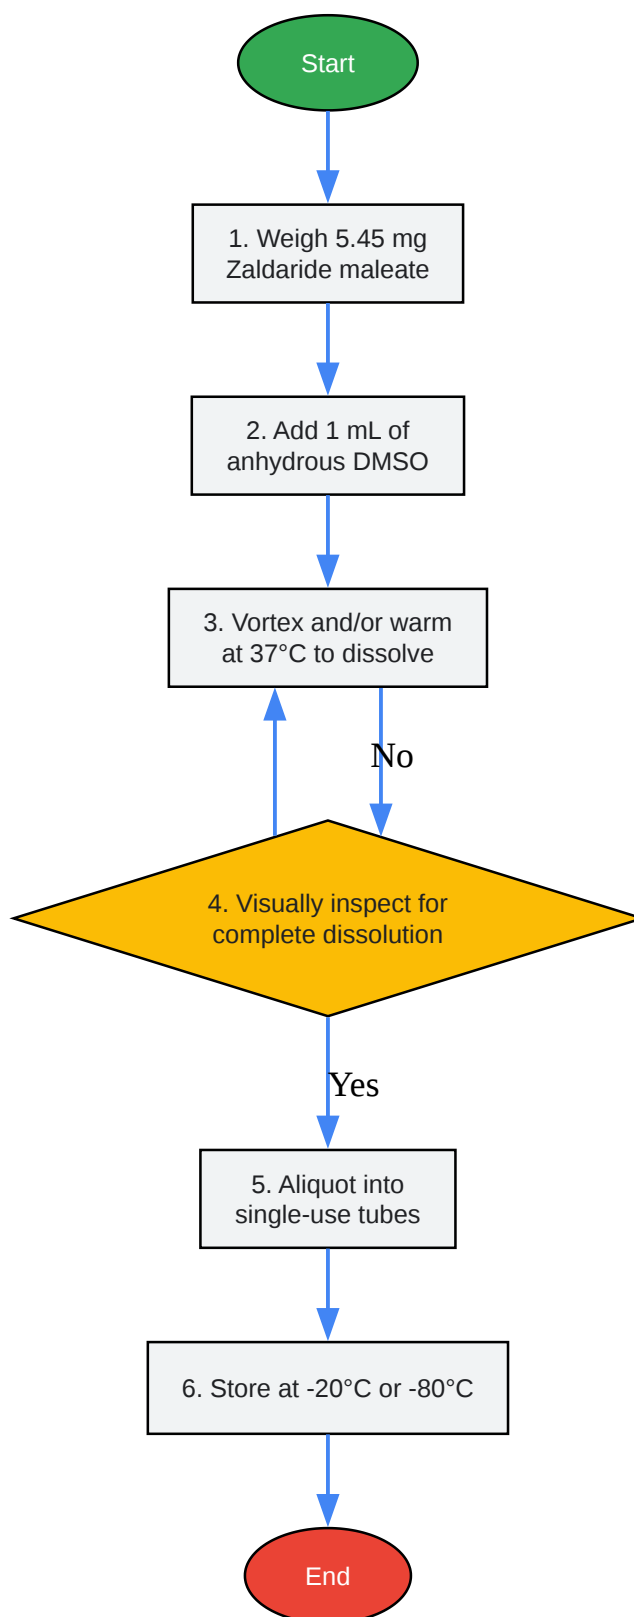 Start
1. Weigh 5.45 mg
Zaldaride maleate
2. Add 1 mL of
anhydrous DMSO
3. Vortex and/or warm
at 37°C to dissolve
No
4. Visually inspect for
complete dissolution
Yes
5. Aliquot into
single-use tubes
6. Store at -20°C or -80°C
End